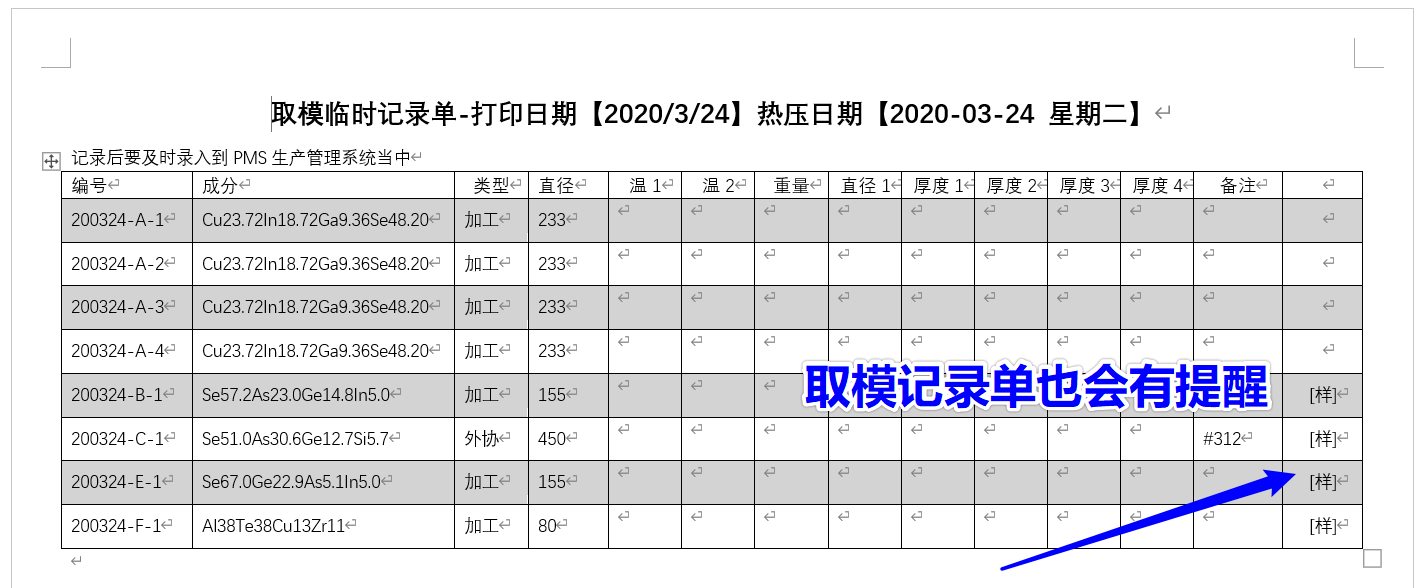 取模临时记录单-打印日期【2020/3/24】热压日期【2020-03-24 星期二】
记录后要及时录入到 PMS 生产管理系统当中
编号 成分 类型 直径 温 1 温 2 重量 直径 1 厚度 1 厚度 2 厚度 3 厚度 4 备注
200324-A-1 Cu23.72In18.72Ga9.36Se48.20 加工 233
200324-A-2 Cu23.72In18.72Ga9.36Se48.20 加工 233
200324-A-3 Cu23.72In18.72Ga9.36Se48.20 加工 233
200324-A-4 Cu23.72In18.72Ga9.36Se48.20 加工 233
取模记录单也会有提醒
200324-B-1 Se57.2As23.0Ge14.8In5.0 加工 155 [样]
200324-C-1 Se51.0As30.6Ge12.7Si5.7 外协 450 #312 [样]
200324-E-1 Se67.0Ge22.9As5.1In5.0 加工 155 [样]
200324-F-1 Al38Te38Cu13Zr11 加工 80 [样]